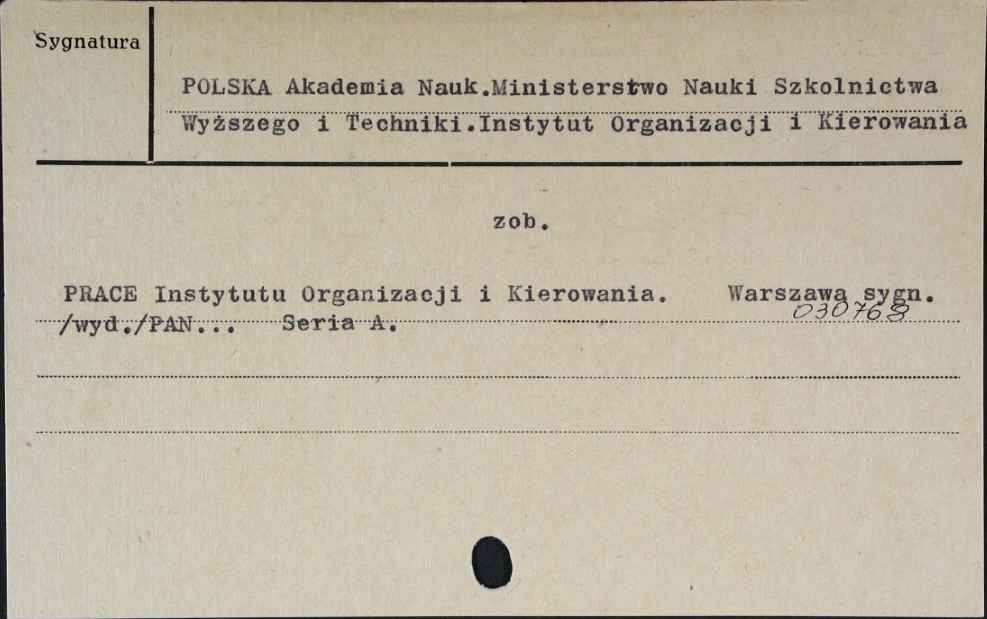 Sygnatura
POLSKA Akademia Nauk.Ministerstwo Nauki Szkolnictwa
Wyższego i Techniki.Instytut Organizacji i Kierowania
zob.
PRACE Instytutu Organizacji i Kierowania. Warszawa sygn.
/wyd./PAN... Seria A. 030768